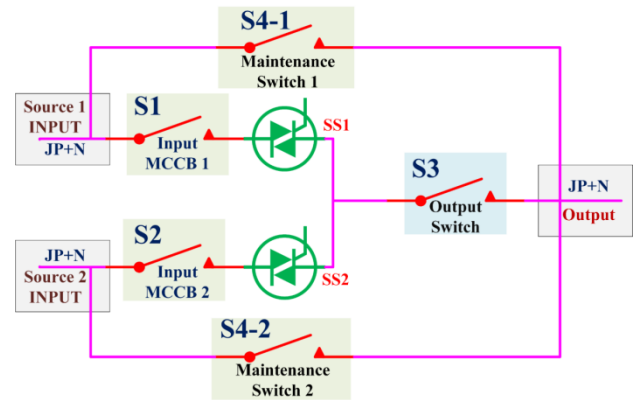 S4-1
Maintenance
Switch 1
Source 1
INPUT
JP+N
S1
Input
MCCB 1
SS1
S3
Output
Switch
JP+N
Output
JP+N
Source 2
INPUT
S2
Input
MCCB 2
SS2
S4-2
Maintenance
Switch 2